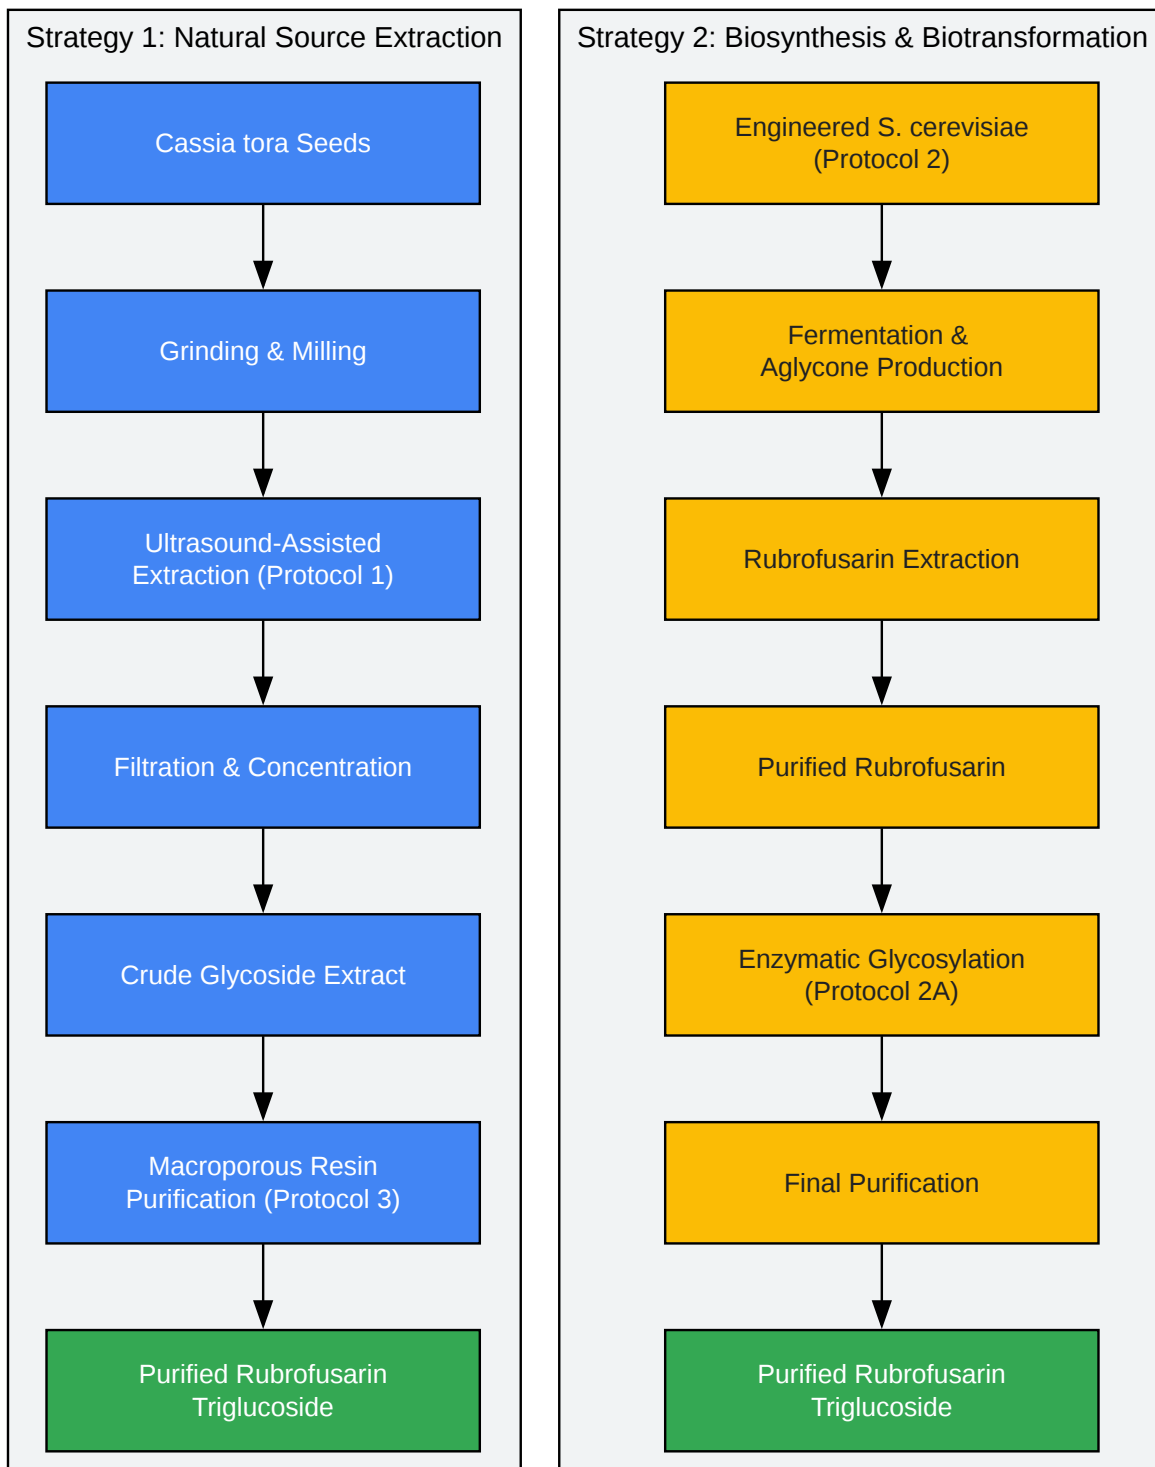 Strategy 1: Natural Source Extraction
Cassia tora Seeds
Grinding & Milling
Ultrasound-Assisted
Extraction (Protocol 1)
Filtration & Concentration
Crude Glycoside Extract
Macroporous Resin
Purification (Protocol 3)
Purified Rubrofusarin
Triglucoside
Strategy 2: Biosynthesis & Biotransformation
Engineered S. cerevisiae
(Protocol 2)
Fermentation &
Aglycone Production
Rubrofusarin Extraction
Purified Rubrofusarin
Enzymatic Glycosylation
(Protocol 2A)
Final Purification
Purified Rubrofusarin
Triglucoside